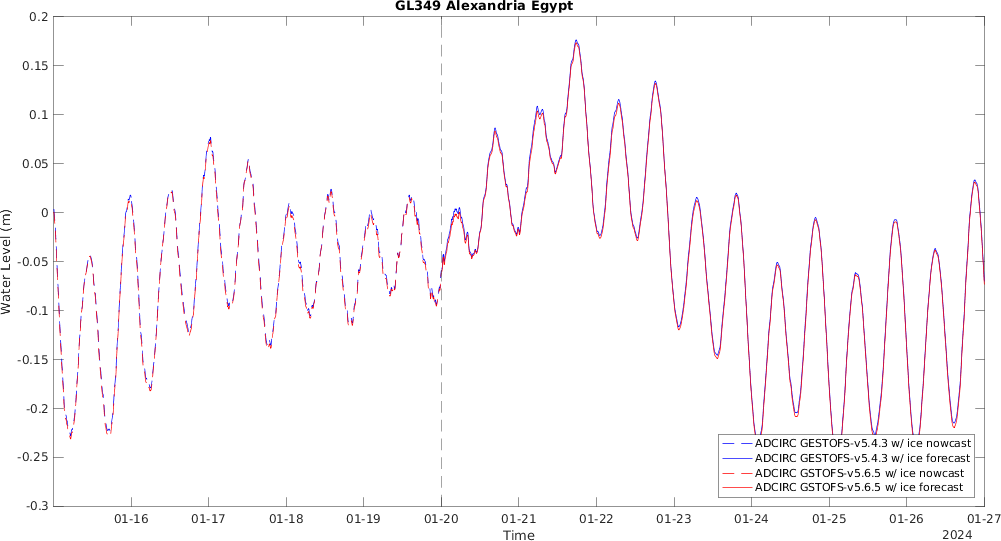 GL349 Alexandria Egypt
0.2
0.15
0.1
0.05
0
-0.05
-0.1
-0.15
-0.2
-0.25
-0.3
Water Level (m)
ADCIRC GESTOFS-v5.4.3 w/ ice nowcast
ADCIRC GESTOFS-v5.4.3 w/ ice forecast
ADCIRC GSTOFS-v5.6.5 w/ ice nowcast
ADCIRC GSTOFS-v5.6.5 w/ ice forecast
01-16 01-17 01-18 01-19 01-20 01-21 01-22 01-23 01-24 01-25 01-26 01-27
Time
2024